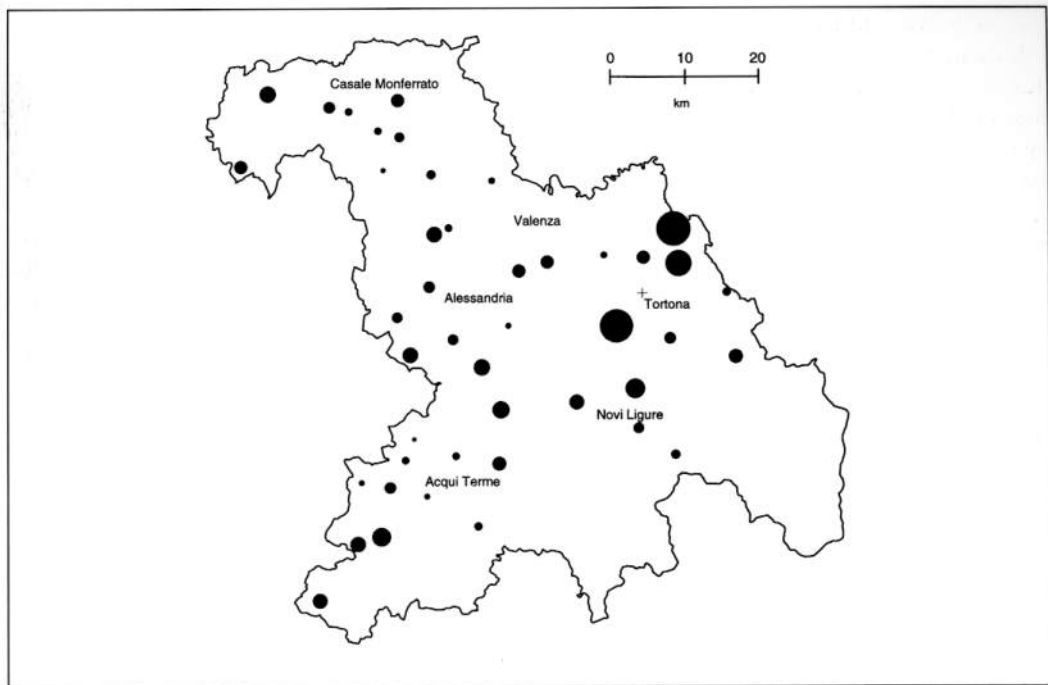 0 10 20
km
Casale Monferrato
Valenza
Alessandria
Tortona
Novi Ligure
Acqui Terme